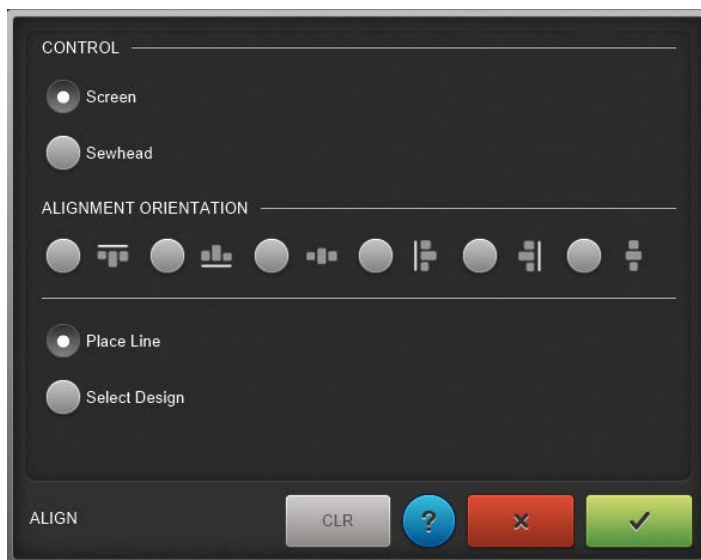 CONTROL
Screen
Sewhead
ALIGNMENT ORIENTATION
Place Line
Select Design
ALIGN
CLR
?